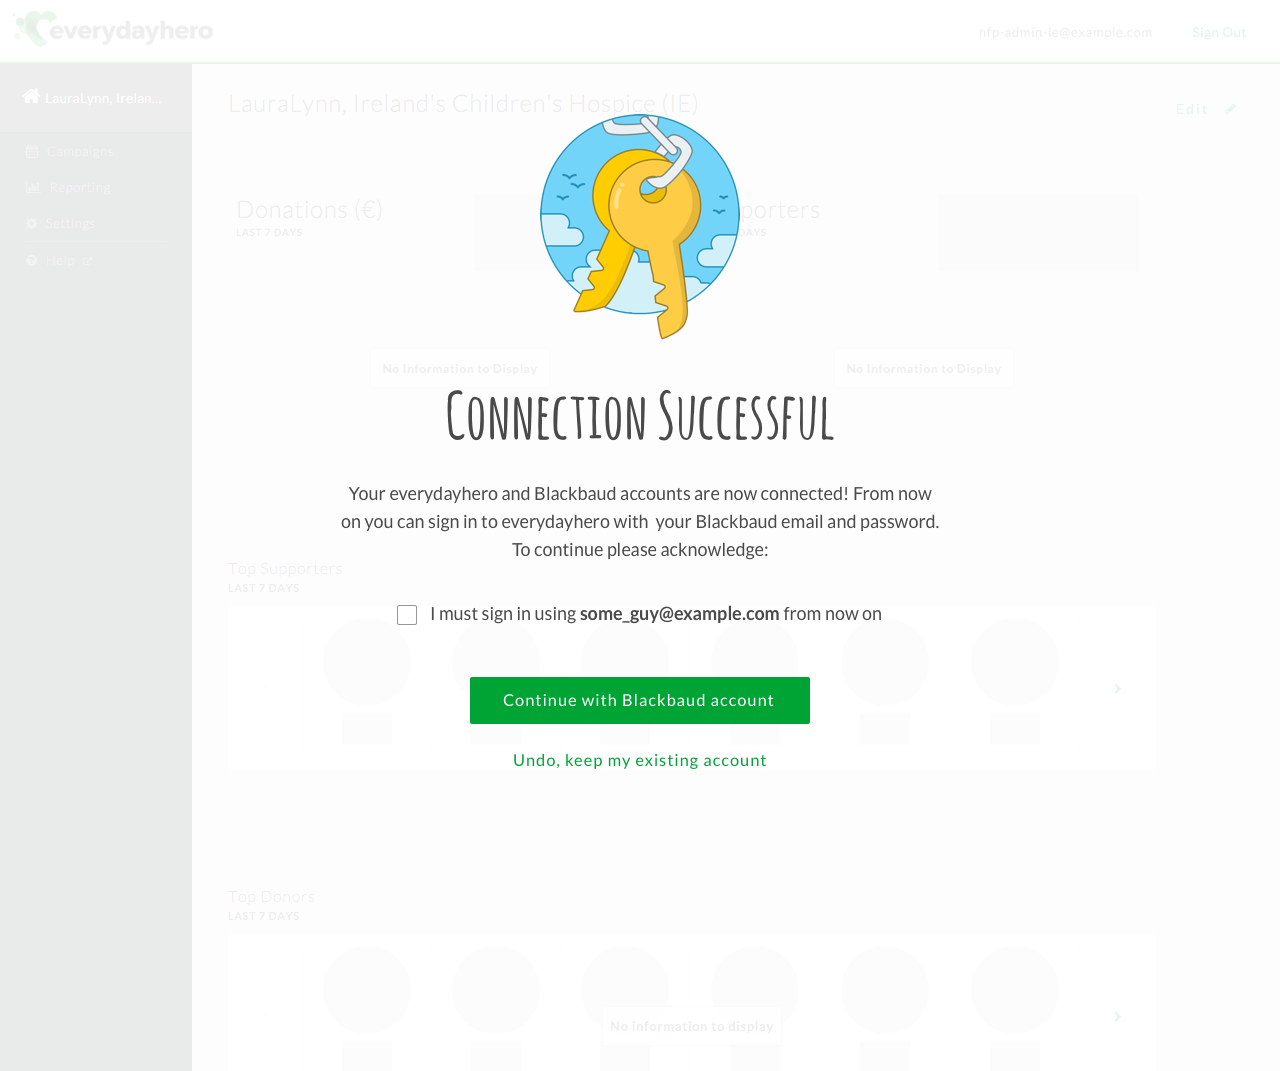 everydayhero
nfp-admin-ie@example.com
Sign Out
LauraLynn, Irelan...
LauraLynn, Ireland's Children's Hospice (IE)
Edit
Campaigns
Reporting
Settings
Help
Donations (€)
LAST 7 DAYS
porters
DAYS
No Information to Display
No Information to Display
Connection Successful
Your everydayhero and Blackbaud accounts are now connected! From now
on you can sign in to everydayhero with your Blackbaud email and password.
To continue please acknowledge:
Top Supporters
LAST 7 DAYS
I must sign in using some_guy@example.com from now on
Continue with Blackbaud account
Undo, keep my existing account
Top Donors
LAST 7 DAYS
No information to display